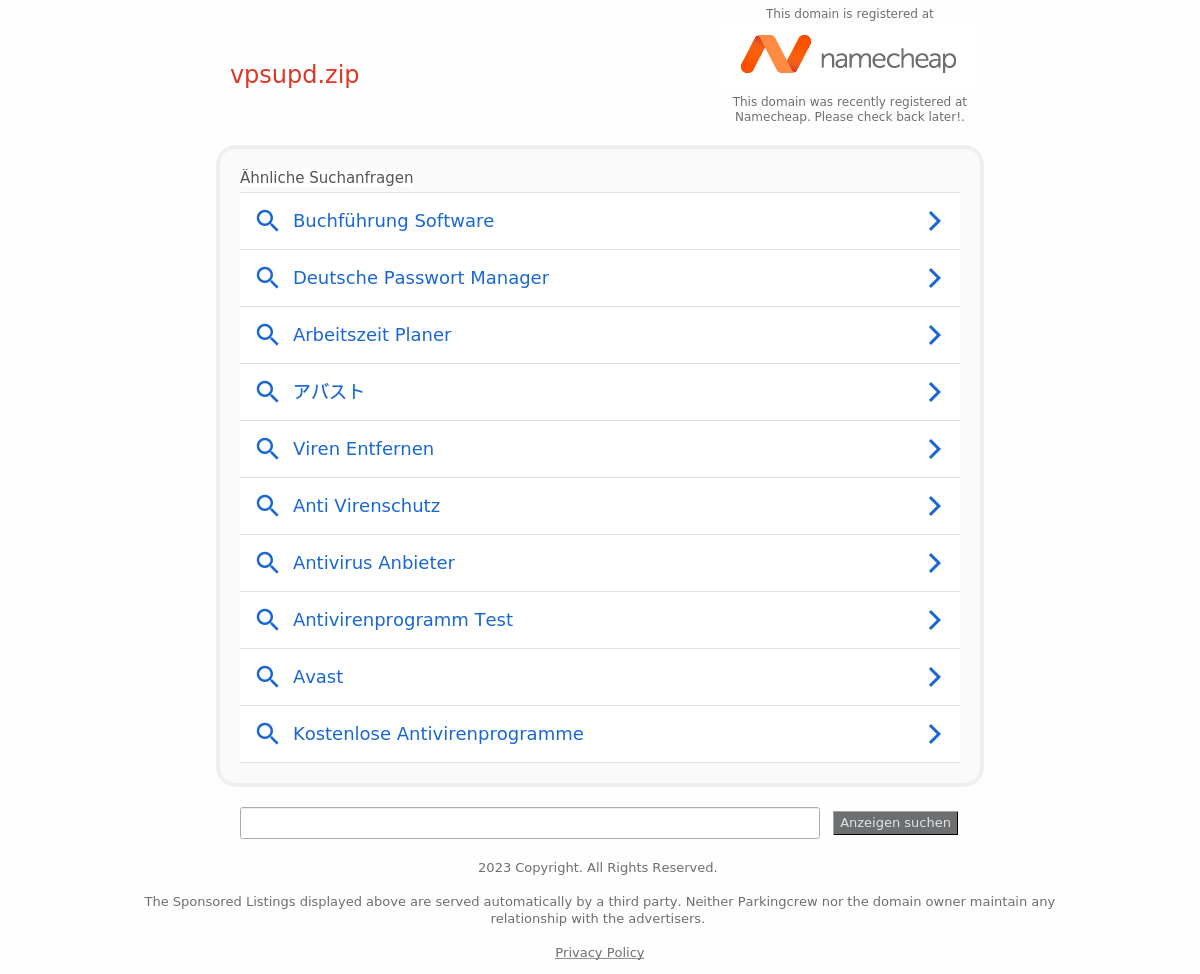 This domain is registered at
namecheap
vpsupd.zip
This domain was recently registered at
Namecheap. Please check back later!.
Ähnliche Suchanfragen
Buchführung Software
Deutsche Passwort Manager
Arbeitszeit Planer
アバスト
Viren Entfernen
Anti Virenschutz
Antivirus Anbieter
Antivirenprogramm Test
Avast
Kostenlose Antivirenprogramme
Anzeigen suchen
2023 Copyright. All Rights Reserved.
The Sponsored Listings displayed above are served automatically by a third party. Neither Parkingcrew nor the domain owner maintain any
relationship with the advertisers.
Privacy Policy